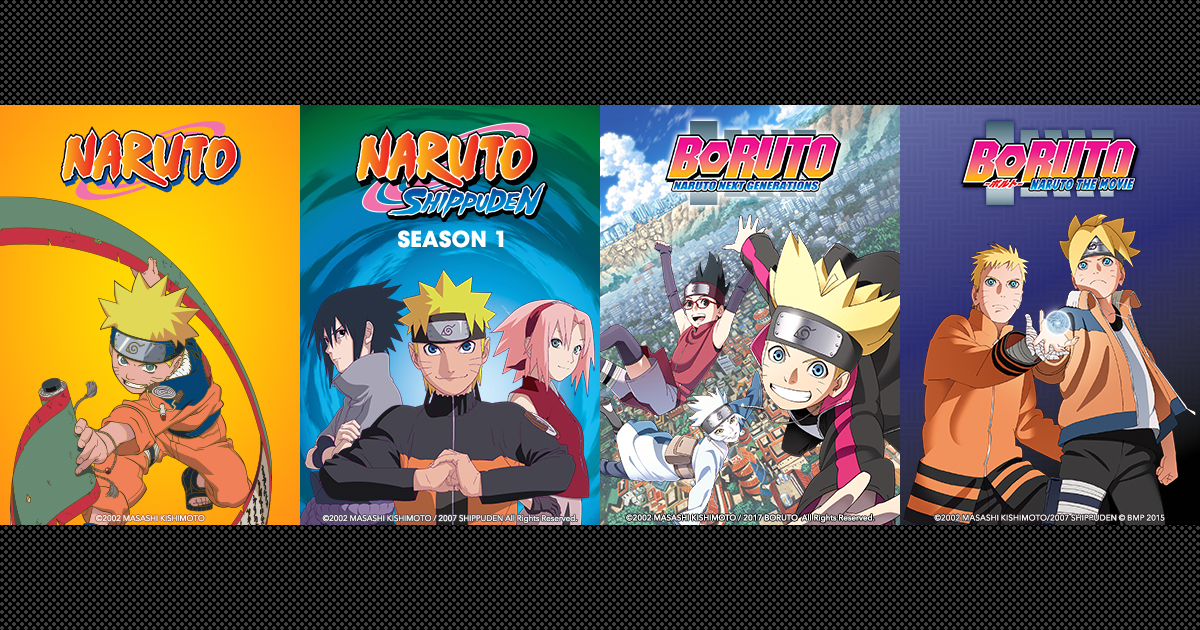 NARUTO
©2002 MASASHI KISHIMOTO
NARUTO
SHIPPUDEN
SEASON 1
©2002 MASASHI KISHIMOTO / 2007 SHIPPUDEN All Rights Reserved.
BORUTO
NARUTO NEXT GENERATIONS
©2002 MASASHI KISHIMOTO / 2017 BORUTO All Rights Reserved.
BORUTO
-ボルト- NARUTO THE MOVIE
©2002 MASASHI KISHIMOTO/2007 SHIPPUDEN © BMP 2015